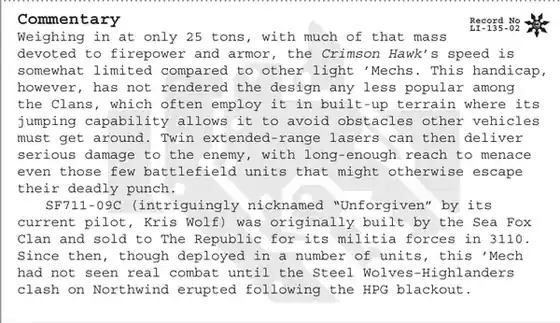 Commentary
Record No
LI-135-02
Weighing in at only 25 tons, with much of that mass
devoted to firepower and armor, the Crimson Hawk's speed is
somewhat limited compared to other light 'Mechs. This handicap,
however, has not rendered the design any less popular among
the Clans, which often employ it in built-up terrain where its
jumping capability allows it to avoid obstacles other vehicles
must get around. Twin extended-range lasers can then deliver
serious damage to the enemy, with long-enough reach to menace
even those few battlefield units that might otherwise escape
their deadly punch.
SF711-09C (intriguingly nicknamed “Unforgiven” by its
current pilot, Kris Wolf) was originally built by the Sea Fox
Clan and sold to The Republic for its militia forces in 3110.
Since then, though deployed in a number of units, this 'Mech
had not seen real combat until the Steel Wolves-Highlanders
clash on Northwind erupted following the HPG blackout.